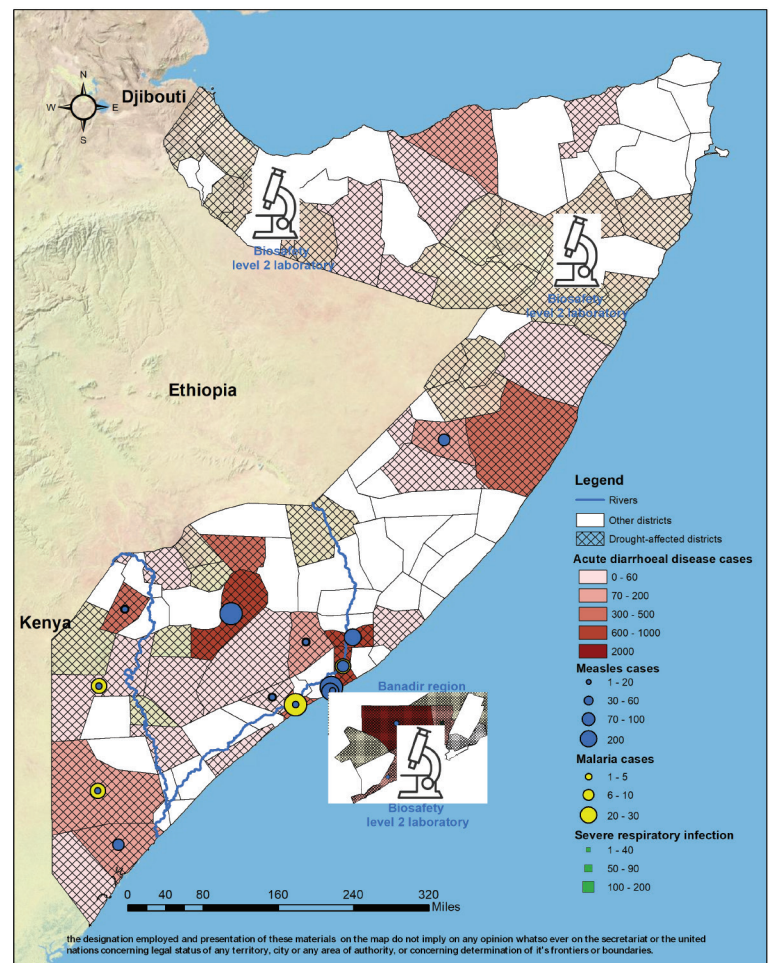 N
W E
S
Djibouti
Biosafety
level 2 laboratory
Biosafety
level 2 laboratory
Ethiopia
Kenya
Banadir region
Biosafety
level 2 laboratory
Legend
Rivers
Other districts
Drought-affected districts
Acute diarrhoeal disease cases
0 - 60
70 - 200
300 - 500
600 - 1000
2000
Measles cases
1 - 20
30 - 60
70 - 100
200
Malaria cases
1 - 5
6 - 10
20 - 30
Severe respiratory infection
1 - 40
50 - 90
100 - 200
0 40 80 160 240 320
Miles
the designation employed and presentation of these materials on the map do not imply on any opinion whatso ever on the secretariat or the united
nations concerning legal status of any territory, city or any area of authority, or concerning determination of it's frontiers or boundaries.